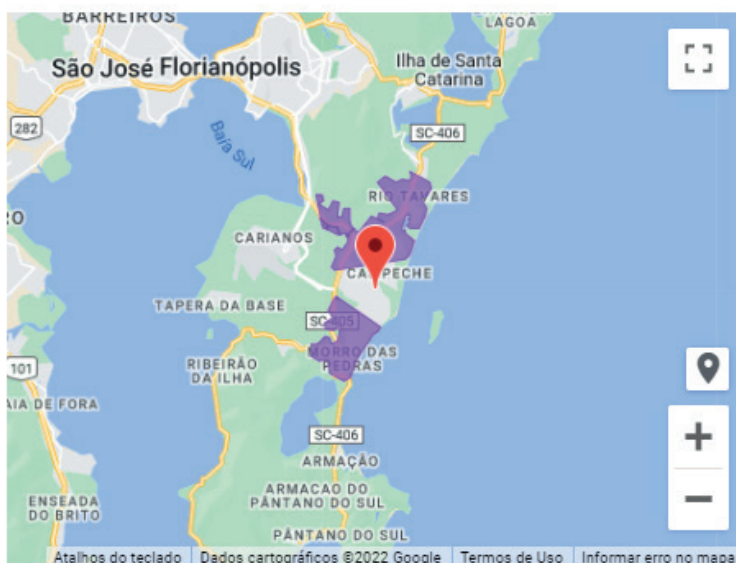 BARREIROS
LAGOA
São José
Florianópolis
Ilha de Santa
Catarina
282
SC-406
Baía Sul
RIO TAVARES
CARIANOS
TAPERA DA BASE
SC-405
RIBEIRÃO
DA ILHA
MORRO DAS
PEDRAS
101
AIA DE FORA
SC-406
ARMAÇÃO
ARMACAO DO
PÂNTANO DO SUL
ENSEADA
DO BRITO
PÂNTANO DO SUL
Atalhos do teclado
Dados cartográficos ©2022 Google
Termos de Uso
Informar erro no mapa